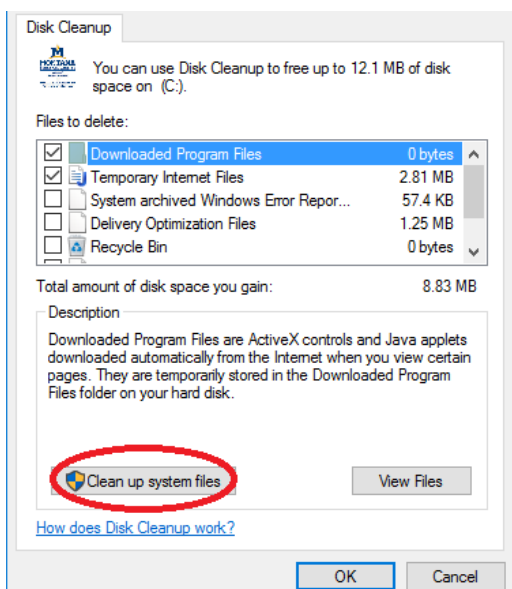 Disk Cleanup
M
MONTANA
You can use Disk Cleanup to free up to 12.1 MB of disk
space on (C:).
Files to delete:
Downloaded Program Files 0 bytes
Temporary Internet Files 2.81 MB
System archived Windows Error Repor... 57.4 KB
Delivery Optimization Files 1.25 MB
Recycle Bin 0 bytes
Total amount of disk space you gain: 8.83 MB
Description
Downloaded Program Files are ActiveX controls and Java applets
downloaded automatically from the Internet when you view certain
pages. They are temporarily stored in the Downloaded Program
Files folder on your hard disk.
Clean up system files View Files
How does Disk Cleanup work?
OK Cancel